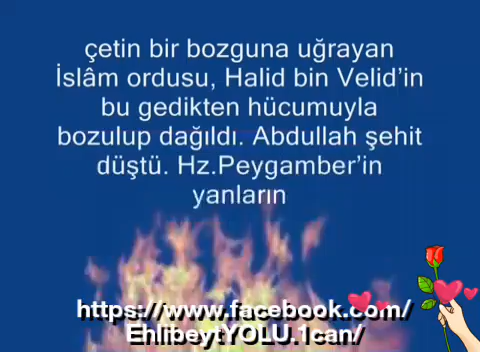 çetin bir bozguna uğrayan
İslâm ordusu, Halid bin Velid’in
bu gedikten hücumuyla
bozulup dağıldı. Abdullah şehit
düştü. Hz.Peygamber’in
yanların
https://www.facebook.com/
EhlibeytYOLU.1can/